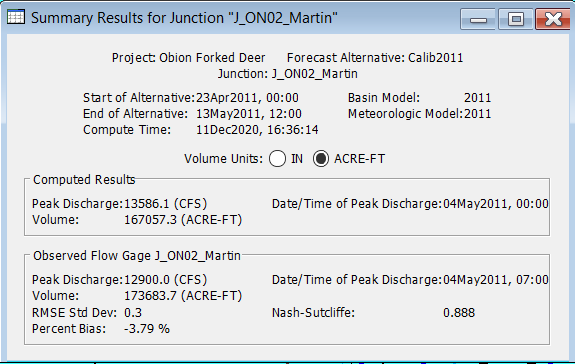 Summary Results for Junction "J_ON02_Martin"
Project: Obion Forked Deer Forecast Alternative: Calib2011
Junction: J_ON02_Martin
Start of Alternative:23Apr2011, 00:00 Basin Model: 2011
End of Alternative: 13May2011, 12:00 Meteorologic Model:2011
Compute Time: 11Dec2020, 16:36:14
Volume Units: IN ACRE-FT
Computed Results
Peak Discharge:13586.1 (CFS) Date/Time of Peak Discharge:04May2011, 00:00
Volume: 167057.3 (ACRE-FT)
Observed Flow Gage J_ON02_Martin
Peak Discharge:12900.0 (CFS) Date/Time of Peak Discharge:04May2011, 07:00
Volume: 173683.7 (ACRE-FT)
RMSE Std Dev: 0.3 Nash-Sutcliffe: 0.888
Percent Bias: -3.79 %